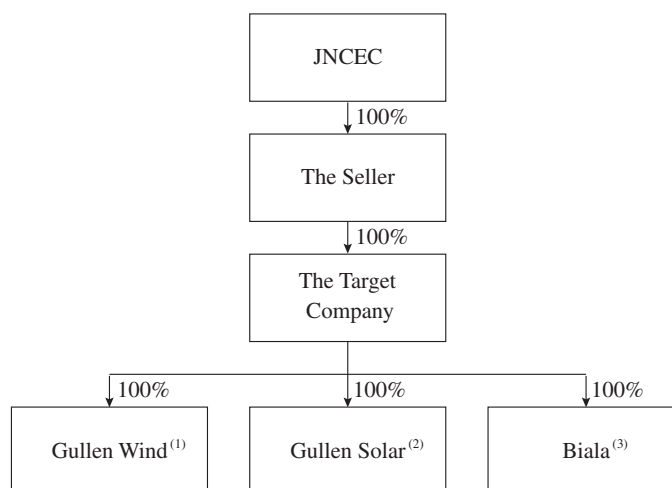 JNCEC
100%
The Seller
100%
The Target
Company
100% 100% 100%
Gullen Wind (1) Gullen Solar (2) Biala (3)